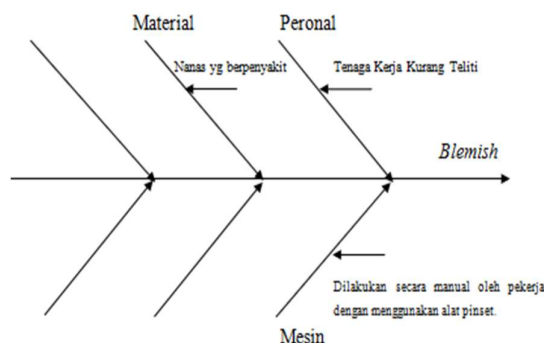 Material
Peronal
Nanas yg berpenyakit
Tenaga Kerja Kurang Teliti
Blemish
Dilakukan secara manual oleh pekerja
dengan menggunakan alat pinset.
Mesin